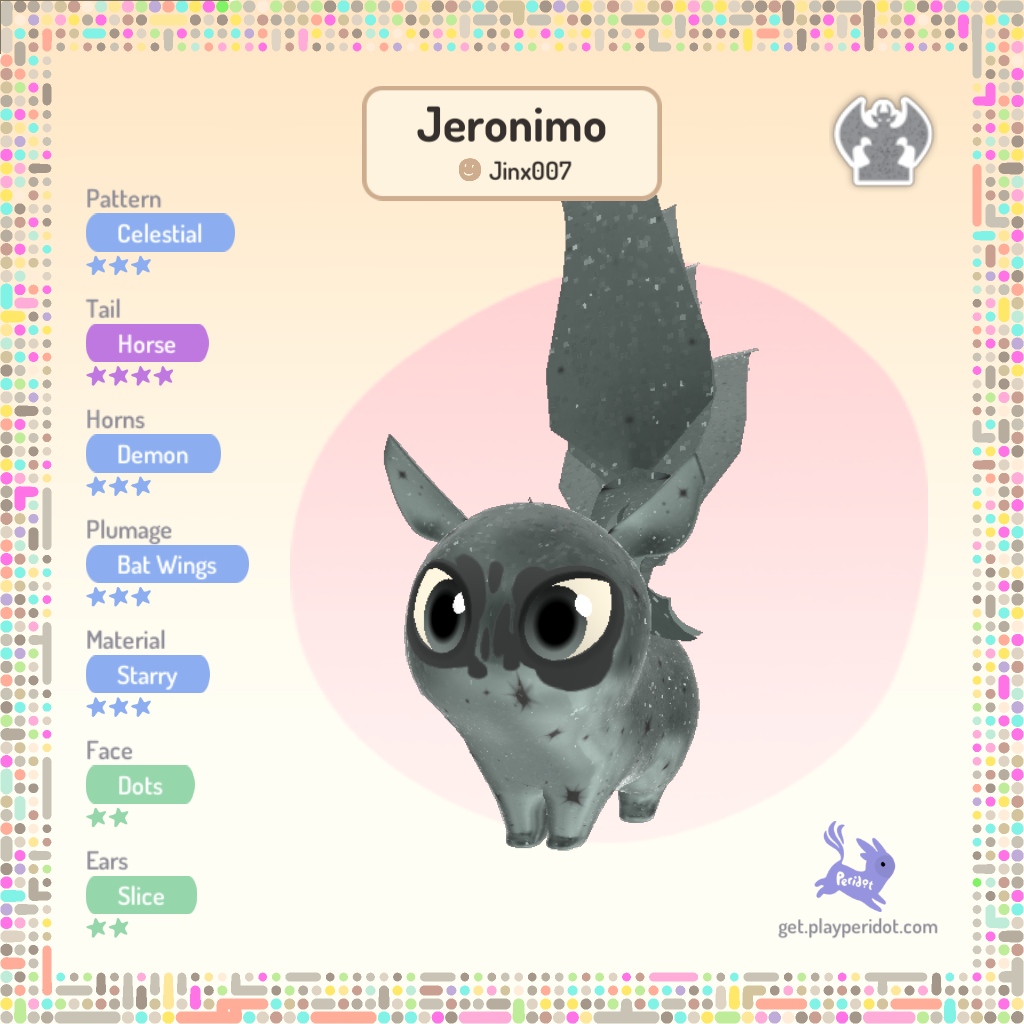 Jeronimo
Jinx007
Pattern
Celestial
Tail
Horse
Horns
Demon
Plumage
Bat Wings
Material
Starry
Face
Dots
Ears
Slice
Peridot
get.playperidot.com